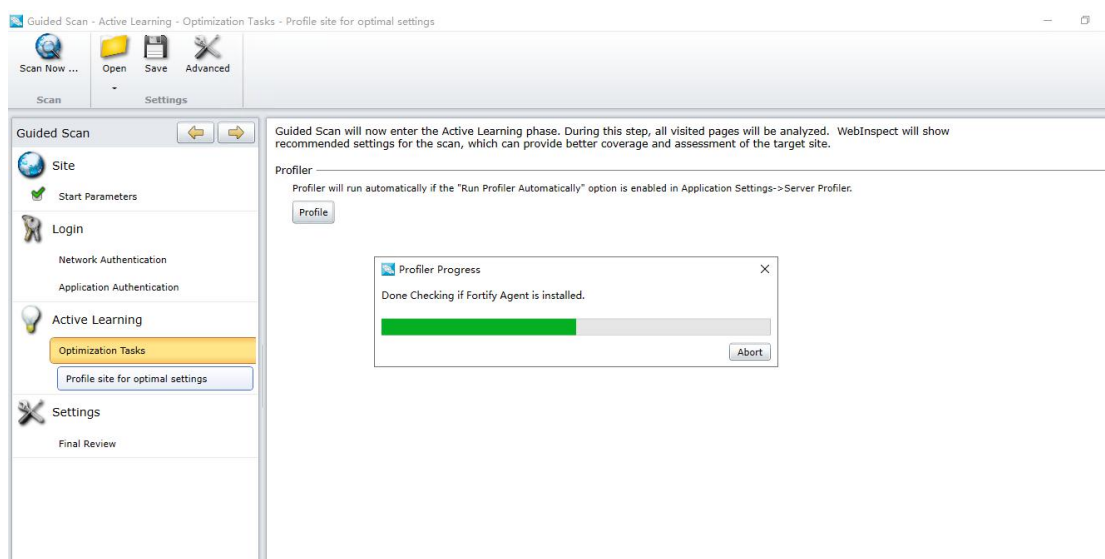 Guided Scan - Active Learning - Optimization Tasks - Profile site for optimal settings
Scan Now ...
Open
Save
Advanced
Scan
Settings
Guided Scan
Site
Start Parameters
Login
Network Authentication
Application Authentication
Active Learning
Optimization Tasks
Profile site for optimal settings
Settings
Final Review
Guided Scan will now enter the Active Learning phase. During this step, all visited pages will be analyzed. WebInspect will show
recommended settings for the scan, which can provide better coverage and assessment of the target site.
Profiler
Profiler will run automatically if the "Run Profiler Automatically" option is enabled in Application Settings->Server Profiler.
Profile
Profiler Progress
Done Checking if Fortify Agent is installed.
Abort